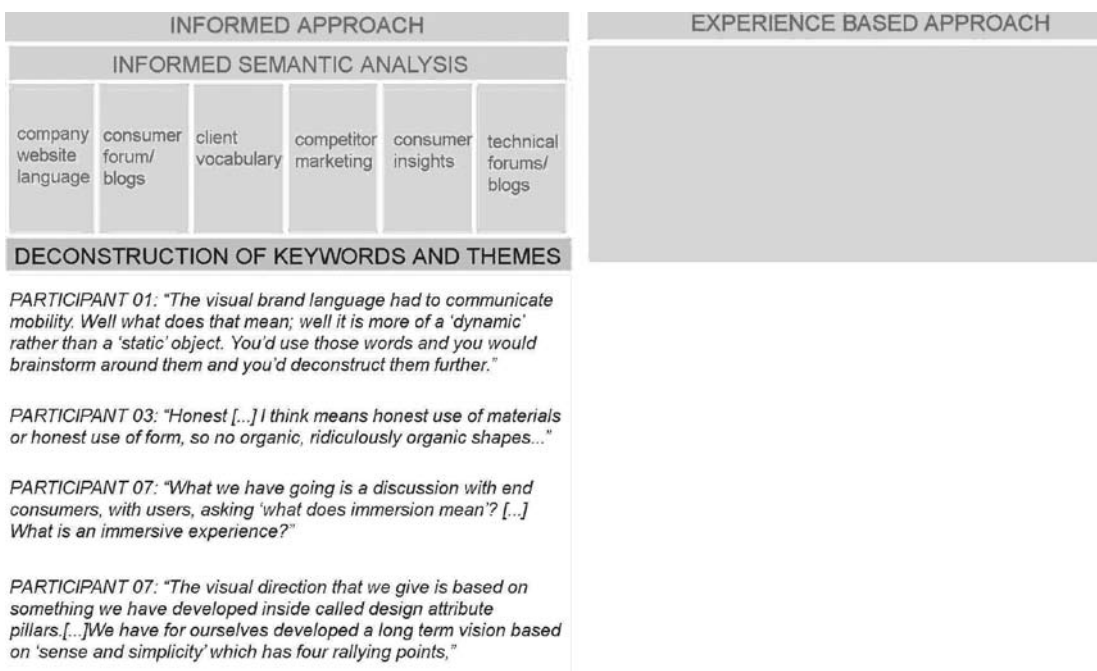 INFORMED APPROACH
EXPERIENCE BASED APPROACH
INFORMED SEMANTIC ANALYSIS
company
website
language
consumer
forum/
blogs
client
vocabulary
competitor
marketing
consumer
insights
technical
forums/
blogs
DECONSTRUCTION OF KEYWORDS AND THEMES
PARTICIPANT 01: “The visual brand language had to communicate
mobility. Well what does that mean; well it is more of a ‘dynamic’
rather than a ‘static’ object. You’d use those words and you would
brainstorm around them and you’d deconstruct them further.”
PARTICIPANT 03: “Honest [...] I think means honest use of materials
or honest use of form, so no organic, ridiculously organic shapes...”
PARTICIPANT 07: “What we have going is a discussion with end
consumers, with users, asking ‘what does immersion mean’? [...]
What is an immersive experience?”
PARTICIPANT 07: “The visual direction that we give is based on
something we have developed inside called design attribute
pillars.[...]We have for ourselves developed a long term vision based
on ‘sense and simplicity’ which has four rallying points,”